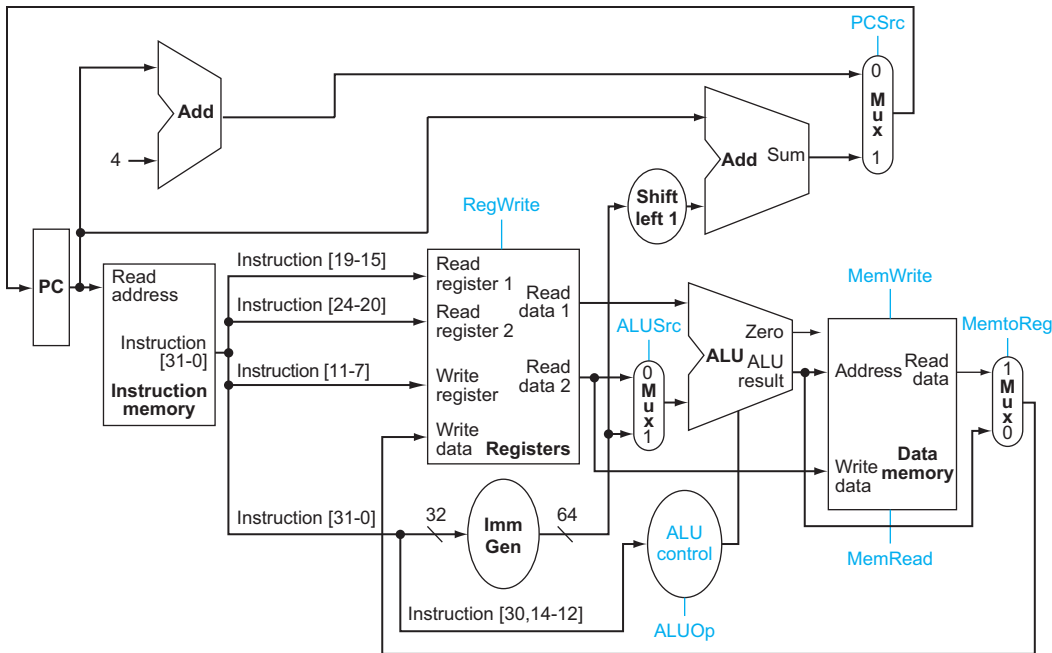 PCSrc
0
Mux
1
Add
4
Add
Sum
Shift
left 1
RegWrite
PC
Read
address
Instruction
[31-0]
Instruction
memory
Instruction [19-15]
Instruction [24-20]
Instruction [11-7]
Read
register 1
Read
register 2
Write
register
Write
data
Registers
Read
data 1
Read
data 2
ALUSrc
0
Mux
1
ALU
Zero
ALU
result
MemWrite
Address
Read
data
Write
data
Data
memory
MemRead
MemtoReg
1
Mux
0
Instruction [31-0]
32
Imm
Gen
64
ALU
control
Instruction [30,14-12]
ALUOp